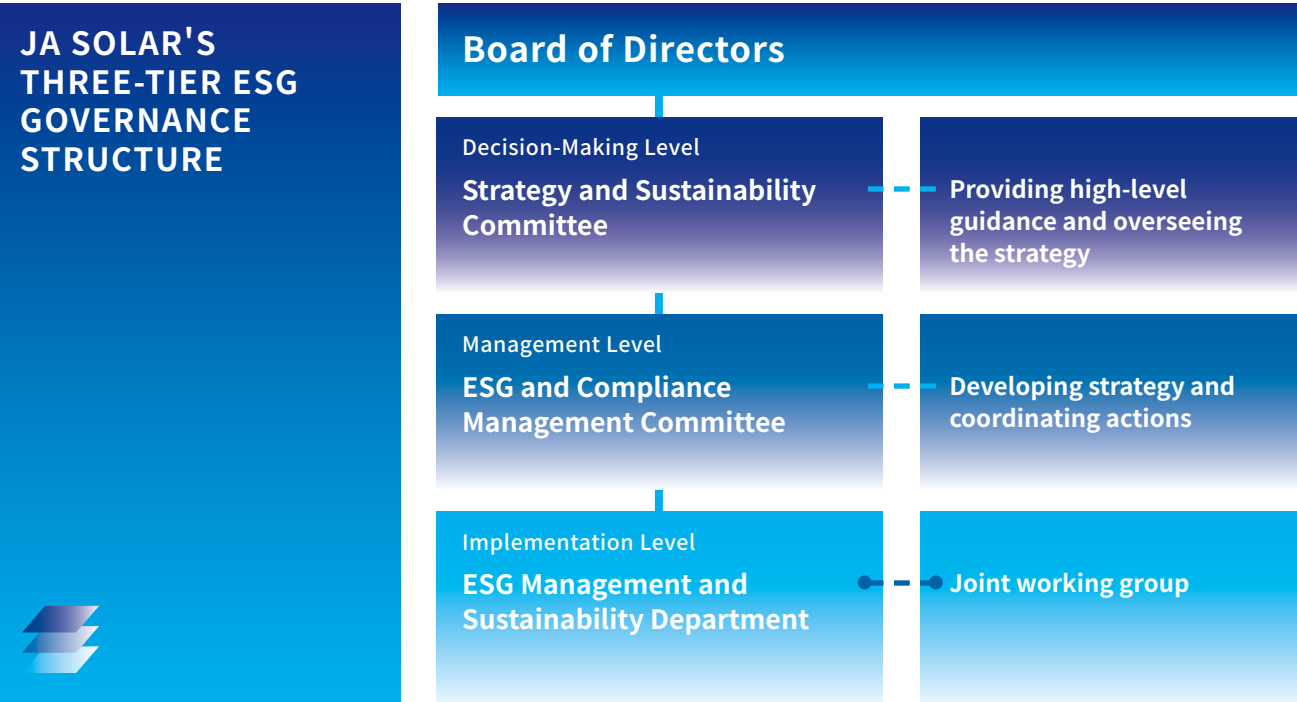 JA SOLAR'S
THREE-TIER ESG
GOVERNANCE
STRUCTURE
Board of Directors
Decision-Making Level
Strategy and Sustainability
Committee
Providing high-level
guidance and overseeing
the strategy
Management Level
ESG and Compliance
Management Committee
Developing strategy and
coordinating actions
Implementation Level
ESG Management and
Sustainability Department
Joint working group